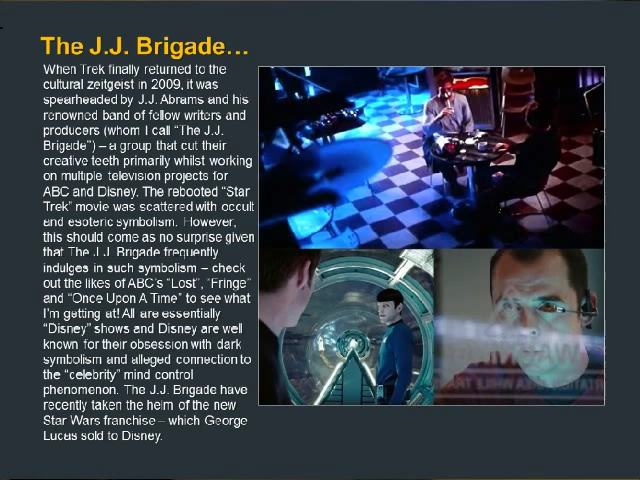 The J.J. Brigade…
When Trek finally returned to the
cultural zeitgeist in 2009, it was
spearheaded by J.J. Abrams and his
renowned band of fellow writers and
producers (whom I call “The J.J.
Brigade”) – a group that cut their
creative teeth primarily whilst working
on multiple television projects for
ABC and Disney. The rebooted “Star
Trek” movie was scattered with occult
and esoteric symbolism. However,
this should come as no surprise given
that The J.J. Brigade frequently
indulges in such symbolism – check
out the likes of ABC’s “Lost”, “Fringe”
and “Once Upon A Time” to see what
I’m getting at! All are essentially
“Disney” shows and Disney are well
known for their obsession with dark
symbolism and alleged connection to
the “celebrity” mind control
phenomenon. The J.J. Brigade have
recently taken the helm of the new
Star Wars franchise – which George
Lucas sold to Disney.